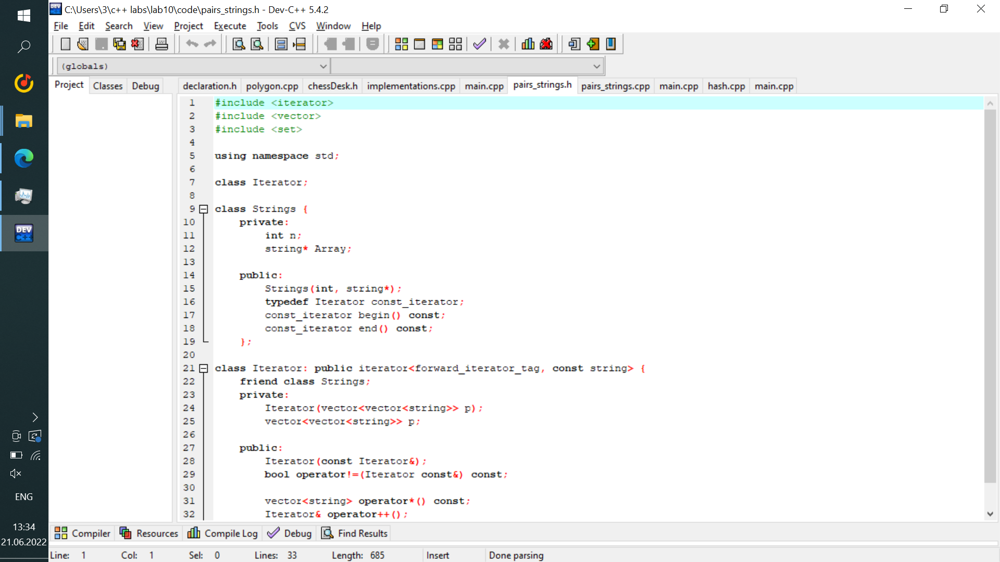 C:\Users\3\c++ labs\lab10\code\pairs_strings.h - Dev-C++ 5.4.2
File Edit Search View Project Execute Tools CVS Window Help
(globals)
Project Classes Debug declaration.h polygon.cpp chessDesk.h implementations.cpp main.cpp pairs_strings.h pairs_strings.cpp main.cpp hash.cpp main.cpp
1 #include <iterator>
2 #include <vector>
3 #include <set>
4
5 using namespace std;
6
7 class Iterator;
8
9 class Strings {
10 private:
11 int n;
12 string* Array;
13
14 public:
15 Strings(int, string*);
16 typedef Iterator const_iterator;
17 const_iterator begin() const;
18 const_iterator end() const;
19 };
20
21 class Iterator: public iterator<forward_iterator_tag, const string> {
22 friend class Strings;
23 private:
24 Iterator(vector<vector<string>> p);
25 vector<vector<string>> p;
26
27 public:
28 Iterator(const Iterator&);
29 bool operator!=(Iterator const&) const;
30
31 vector<string> operator*() const;
32 Iterator& operator++();
Compiler Resources Compile Log Debug Find Results
Line: 1 Col: 1 Sel: 0 Lines: 33 Length: 685 Insert Done parsing
DEV C++
ENG
13:34
21.06.2022